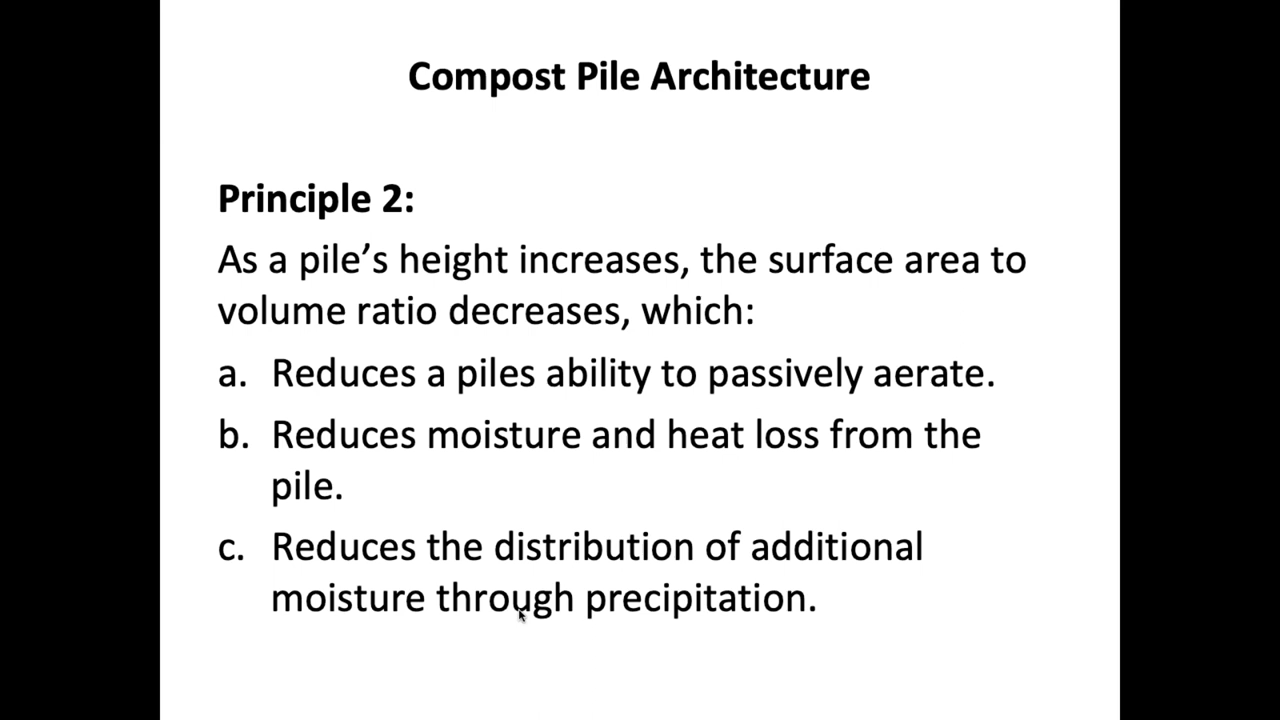 Compost Pile Architecture
Principle 2:
As a pile’s height increases, the surface area to
volume ratio decreases, which:
a. Reduces a piles ability to passively aerate.
b. Reduces moisture and heat loss from the
pile.
c. Reduces the distribution of additional
moisture through precipitation.